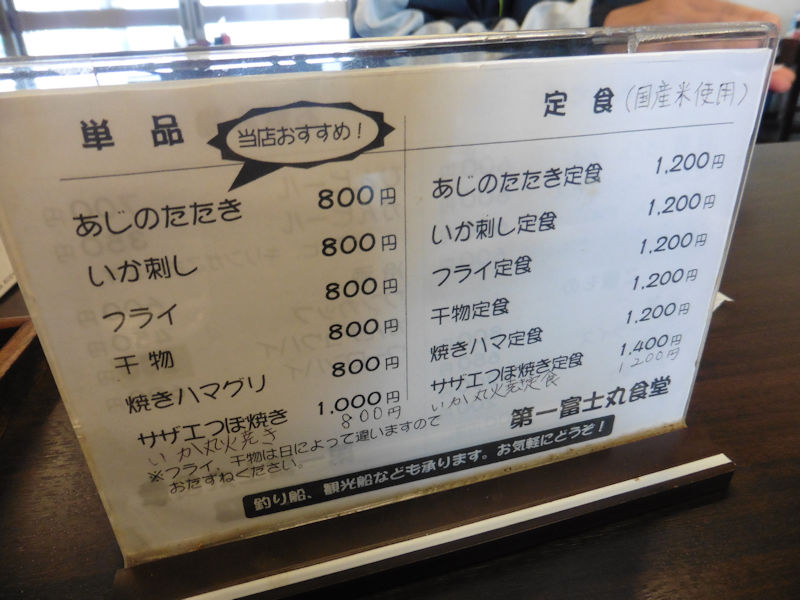 単品
当店おすすめ！
あじのたたき 800円
いか刺し 800円
フライ 800円
干物 800円
焼きハマグリ 800円
サザエつぼ焼き 1,000円
いか丸火焼き 800円
※フライ、干物は日によって違いますので
おたずねください。
定食(国産米使用)
あじのたたき定食 1,200円
いか刺し定食 1,200円
フライ定食 1,200円
干物定食 1,200円
焼きハマ定食 1,200円
サザエつぼ焼き定食 1,400円
いか丸火焼き定食 1,200円
第一富士丸食堂
釣り船、観光船なども承ります。お気軽にどうぞ！